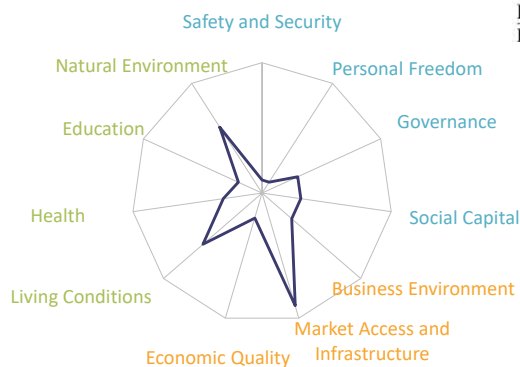 Safety and Security
Natural Environment
Personal Freedom
Education
Governance
Health
Social Capital
Living Conditions
Business Environment
Market Access and
Infrastructure
Economic Quality